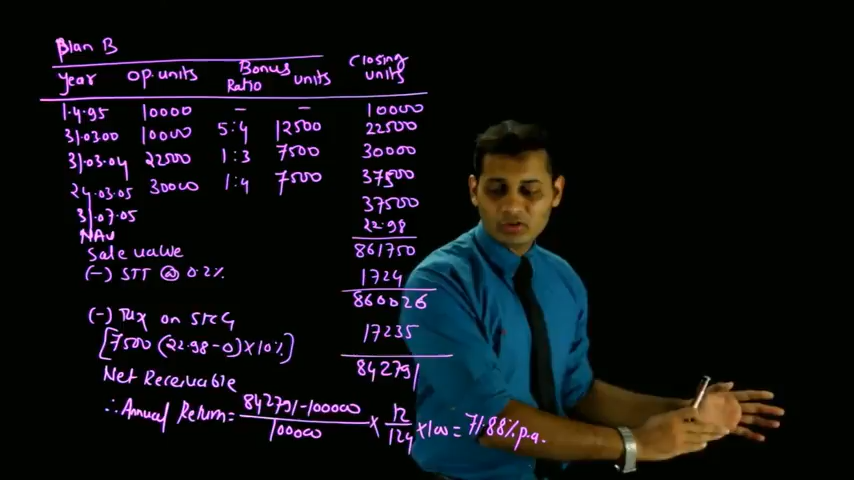 Plan B
Year Op. units Bonus Ratio units Closing units
1.4.95 10000 – – 10000
31.03.00 10000 5:4 12500 22500
31.03.04 22500 1:3 7500 30000
24.03.05 30000 1:4 7500 37500
31.07.05 37500
NAV 22.98
Sale value 861750
(-) STT @ 0.2% 1724
860026
(-) Tax on STCG
[7500 (22.98-0) x 10%] 17235
842791
Net Receivable
∴ Annual Return = 842791-100000 / 100000 x 12/124 x 100 = 71.88% p.a.